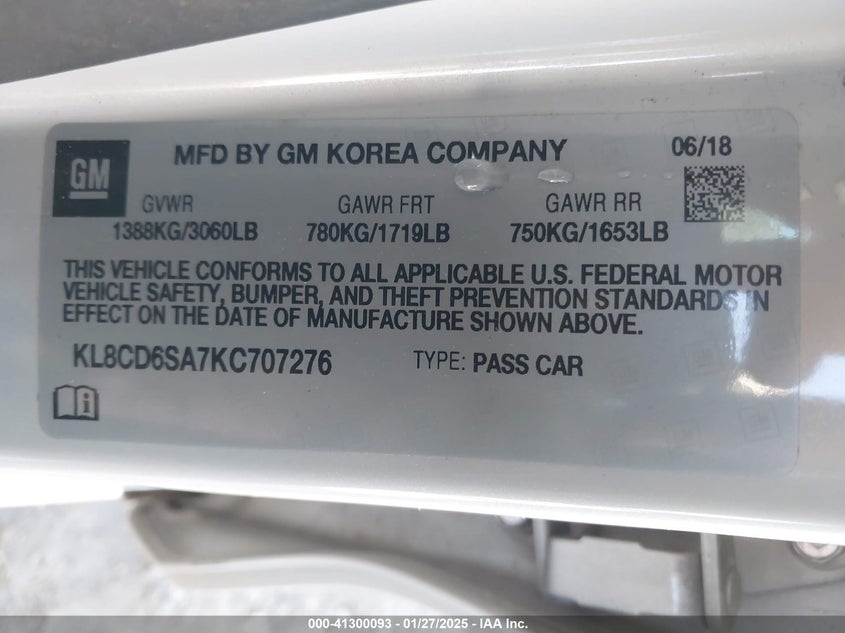 GM
MFD BY GM KOREA COMPANY 06/18
GVWR GAWR FRT GAWR RR
1388KG/3060LB 780KG/1719LB 750KG/1653LB
THIS VEHICLE CONFORMS TO ALL APPLICABLE U.S. FEDERAL MOTOR
VEHICLE SAFETY, BUMPER, AND THEFT PREVENTION STANDARDS IN
EFFECT ON THE DATE OF MANUFACTURE SHOWN ABOVE.
KL8CD6SA7KC707276 TYPE: PASS CAR
000-41300093 - 01/27/2025 - IAA Inc.